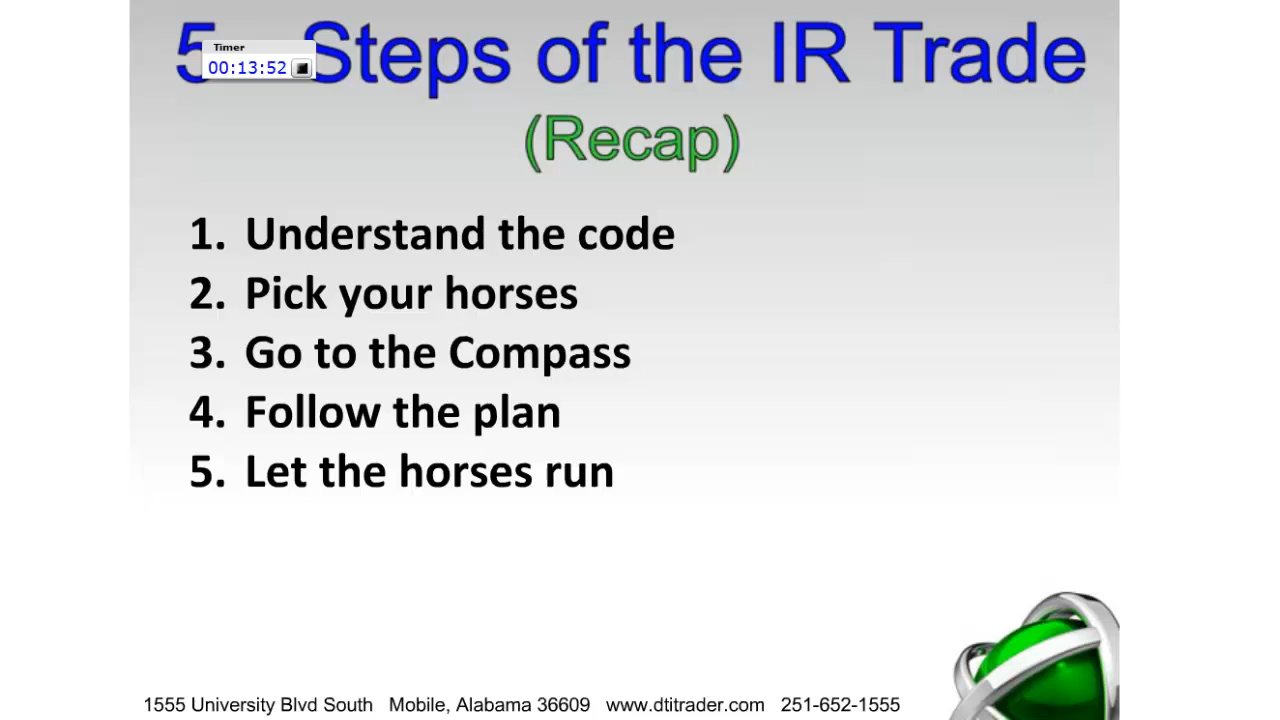 5 Steps of the IR Trade
Timer
00:13:52
(Recap)
1. Understand the code
2. Pick your horses
3. Go to the Compass
4. Follow the plan
5. Let the horses run
1555 University Blvd South Mobile, Alabama 36609 www.dtitrader.com 251-652-1555